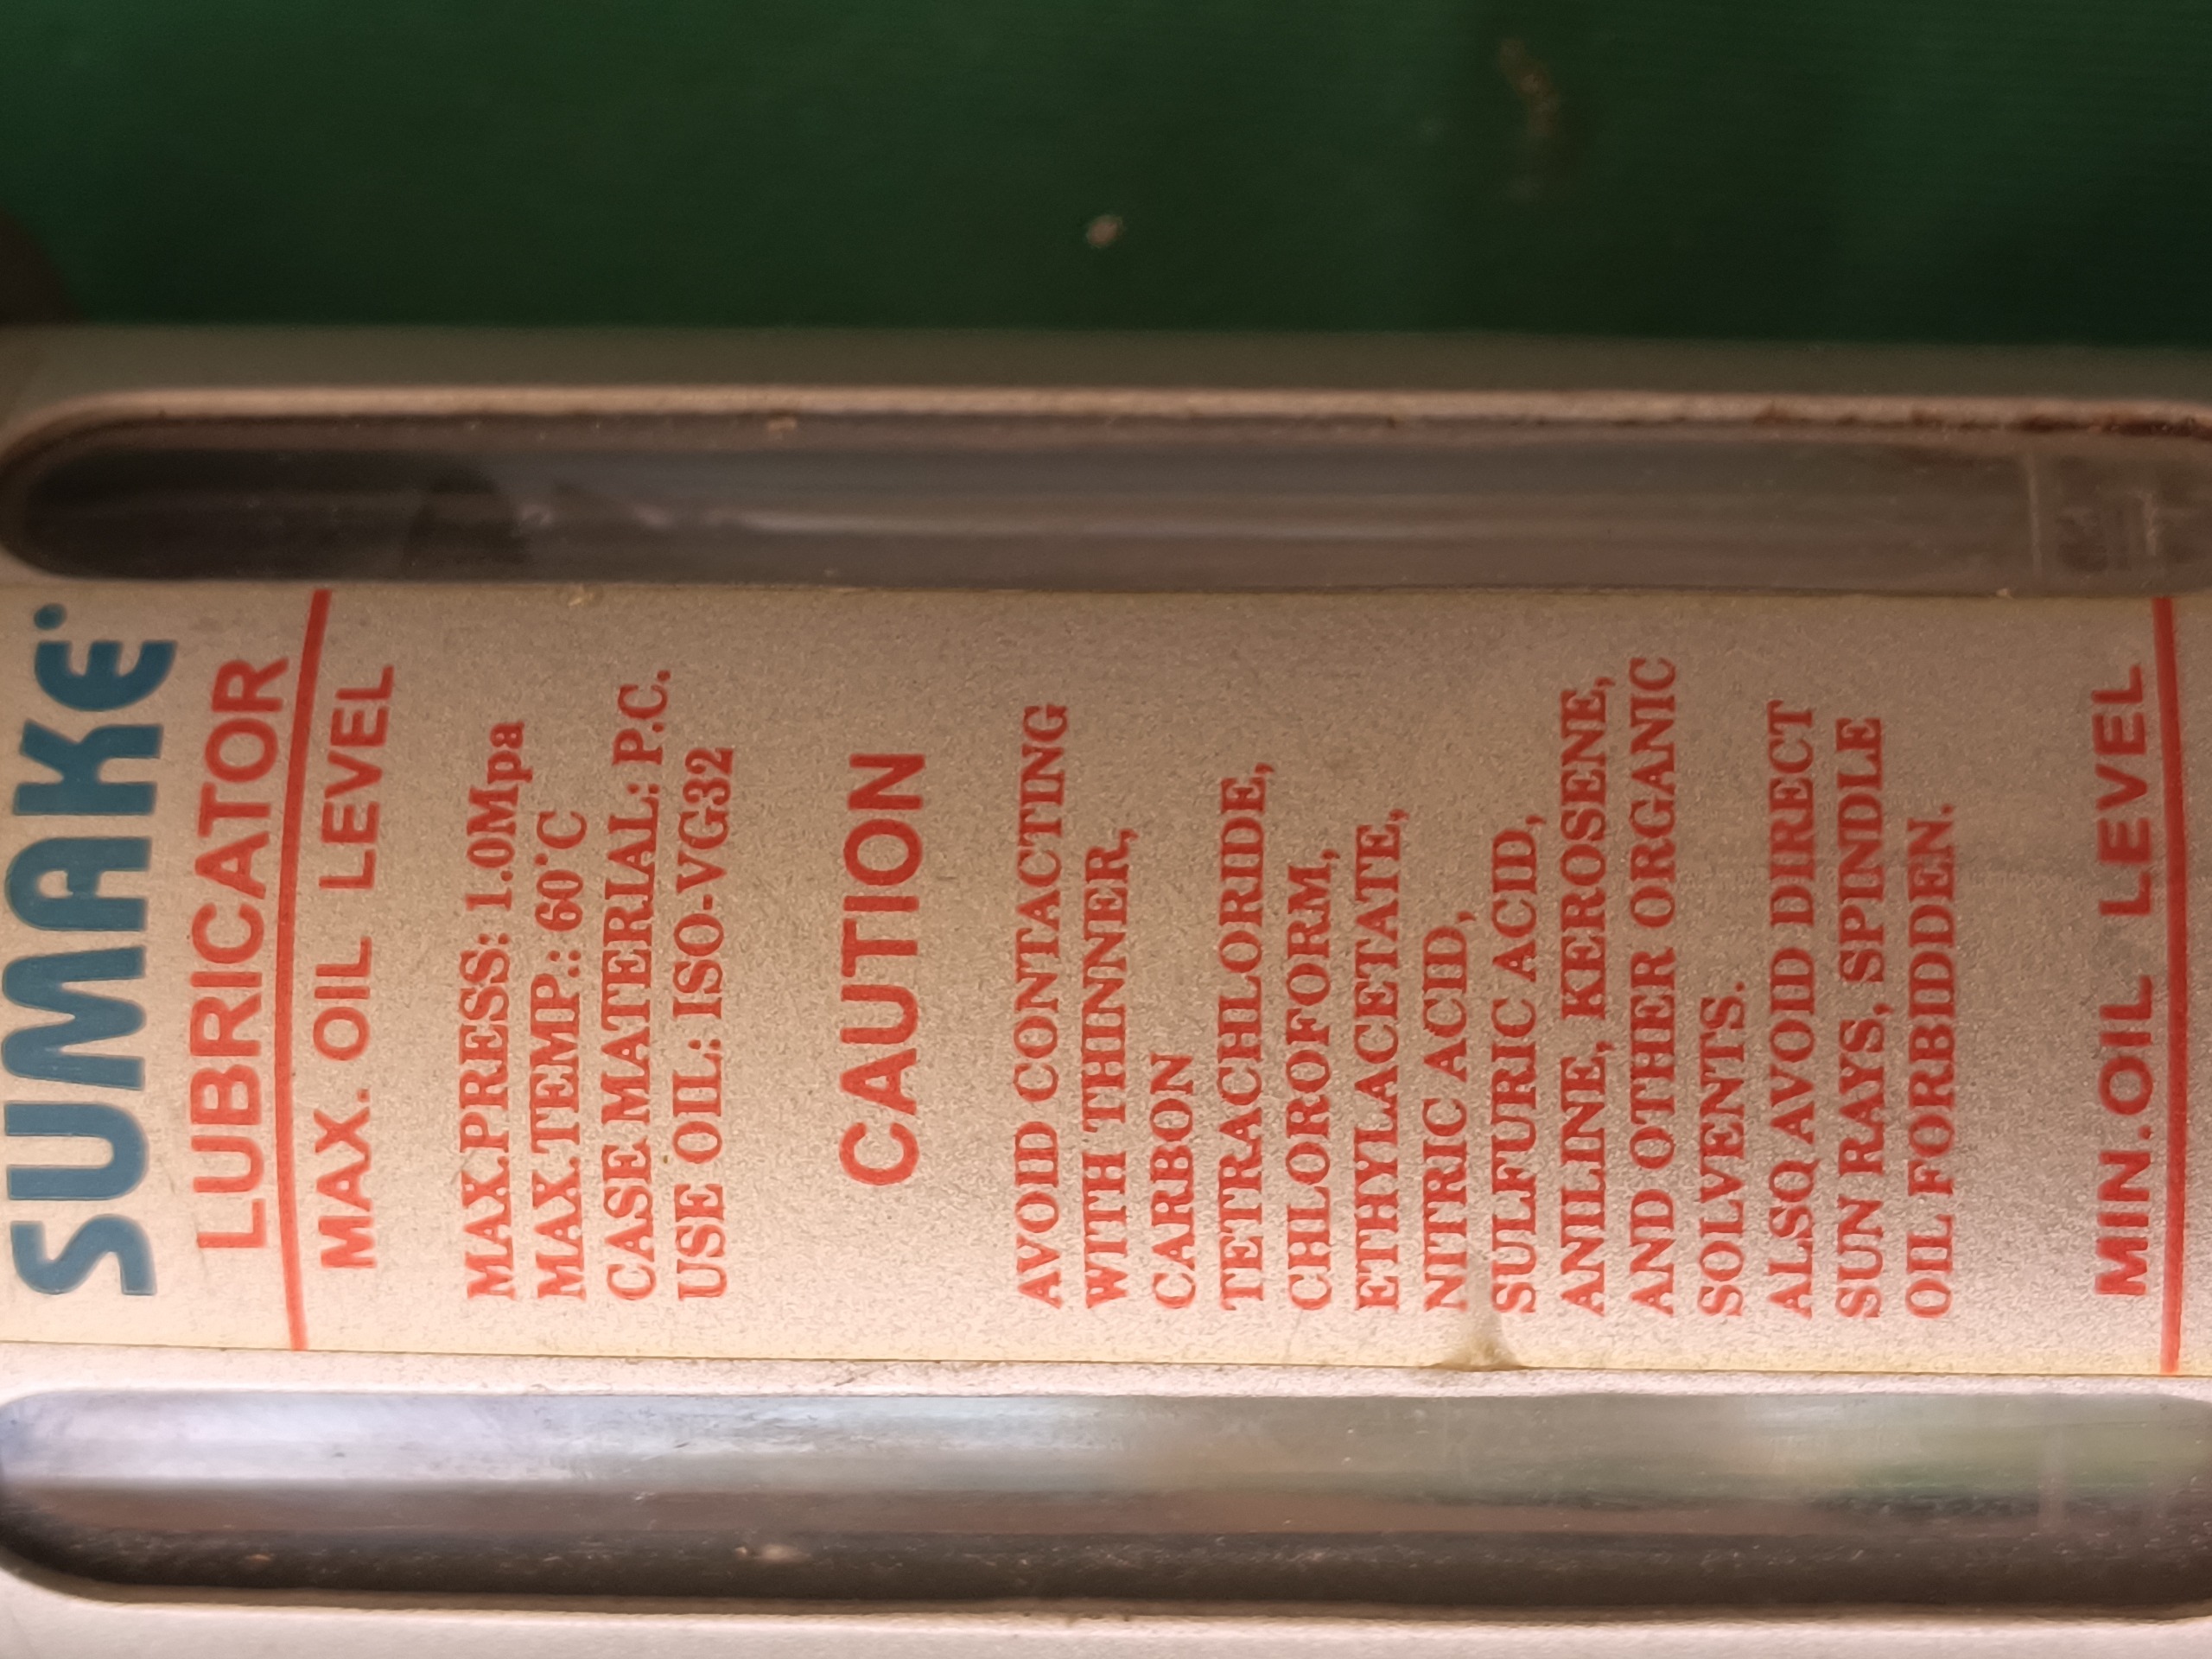 SUMAKE
LUBRICATOR
MAX. OIL LEVEL
MAX.PRESS: 1.0Mpa
MAX.TEMP.: 60°C
CASE MATERIAL: P.C.
USE OIL: ISO-VG32
CAUTION
AVOID CONTACTING
WITH THINNER,
CARBON
TETRACHLORIDE,
CHLOROFORM,
ETHYLACETATE,
NITRIC ACID,
SULFURIC ACID,
ANILINE, KEROSENE,
AND OTHER ORGANIC
SOLVENTS.
ALSQ AVOID DIRECT
SUN RAYS, SPINDLE
OIL FORBIDDEN.
MIN.OIL LEVEL